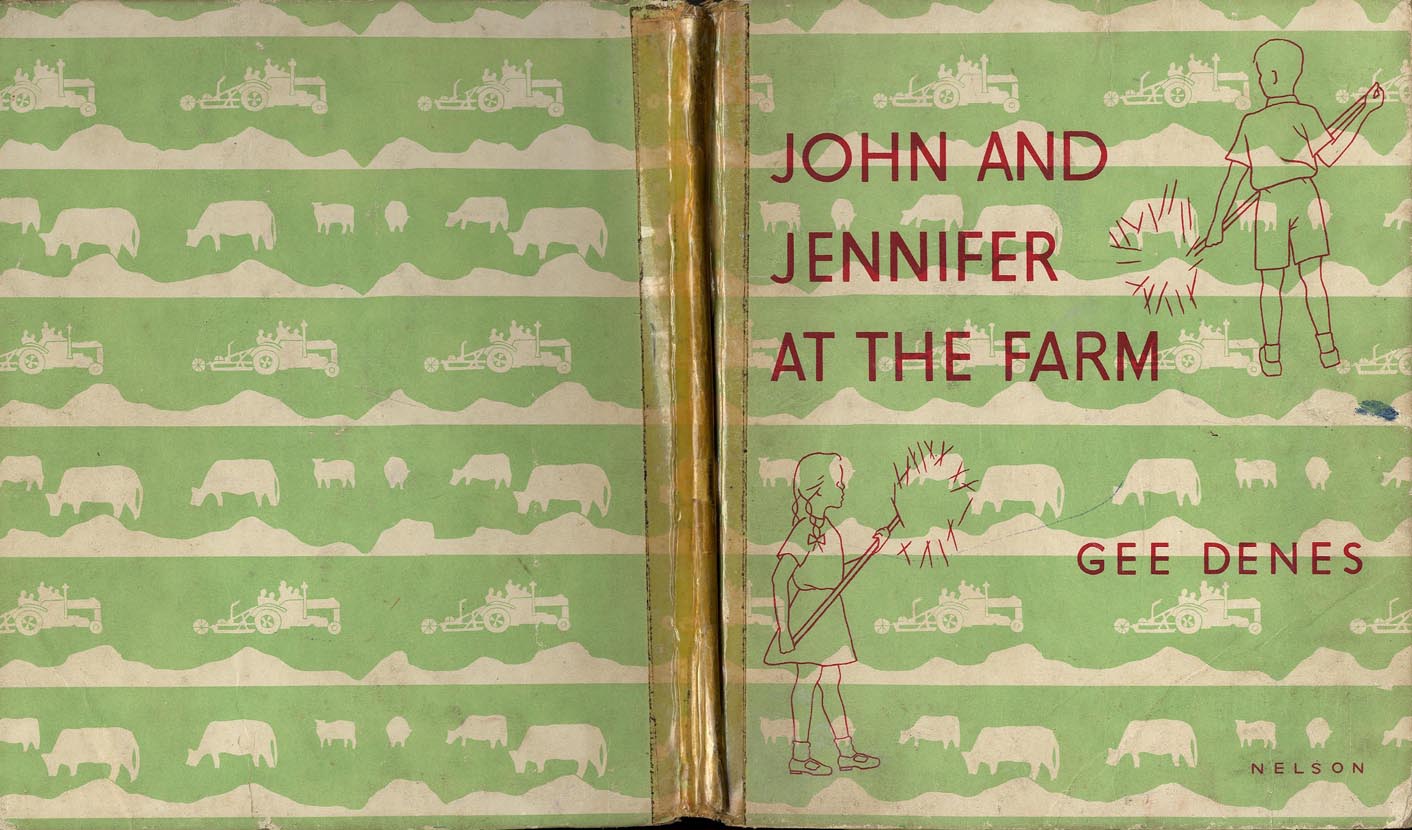 JOHN AND
JENNIFER
AT THE FARM
GEE DENES
NELSON